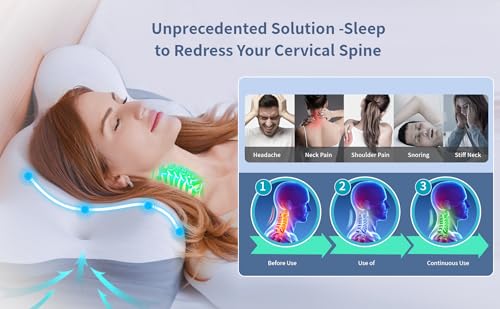 Unprecedented Solution -Sleep
to Redress Your Cervical Spine
Headache
Neck Pain
Shoulder Pain
Snoring
Stiff Neck
1
2
3
Before Use
Use of
Continuous Use